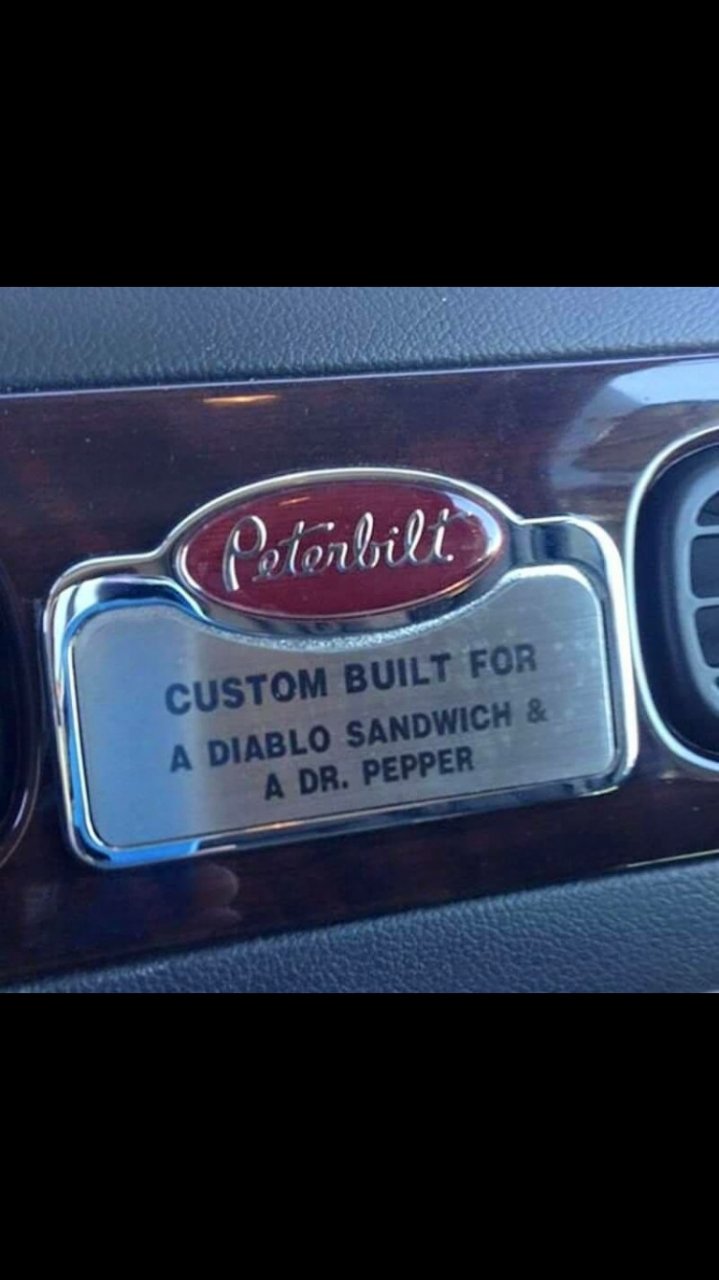 Peterbilt
CUSTOM BUILT FOR
A DIABLO SANDWICH &
A DR. PEPPER